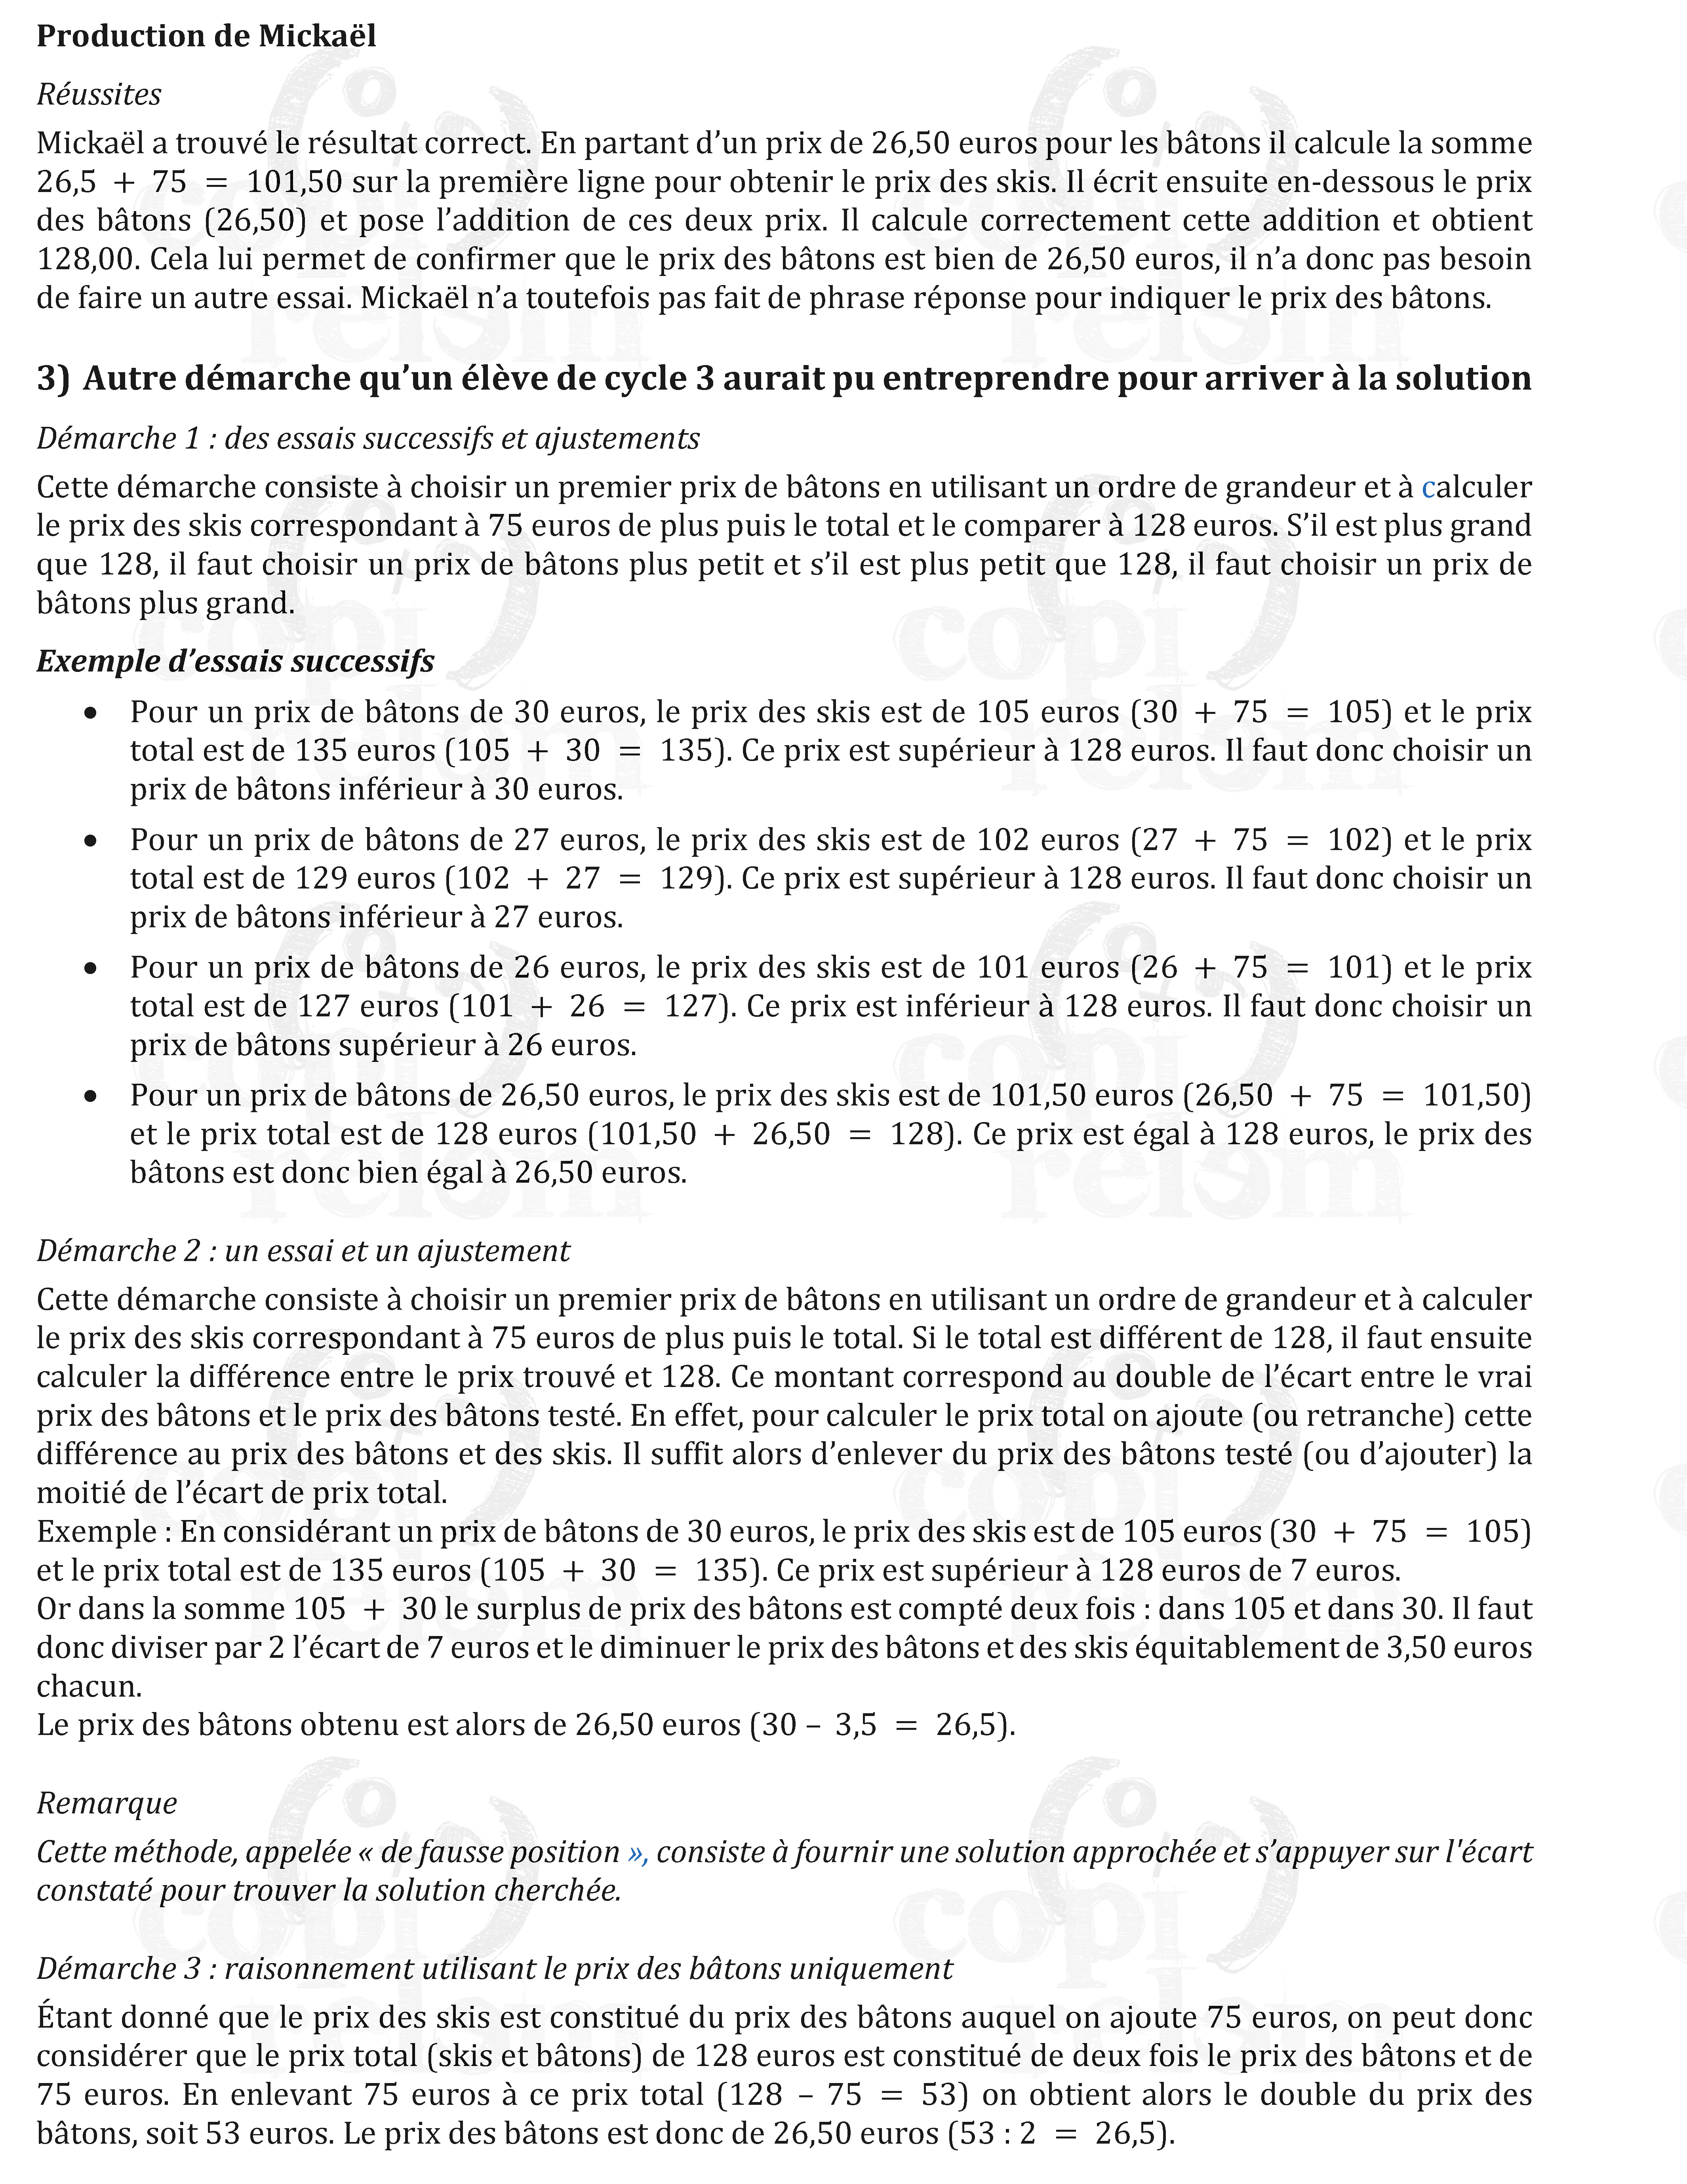 Production de Mickaël
Réussites
Mickaël a trouvé le résultat correct. En partant d’un prix de 26,50 euros pour les bâtons il calcule la somme
26,5 + 75 = 101,50 sur la première ligne pour obtenir le prix des skis. Il écrit ensuite en-dessous le prix
des bâtons (26,50) et pose l’addition de ces deux prix. Il calcule correctement cette addition et obtient
128,00. Cela lui permet de confirmer que le prix des bâtons est bien de 26,50 euros, il n’a donc pas besoin
de faire un autre essai. Mickaël n’a toutefois pas fait de phrase réponse pour indiquer le prix des bâtons.
3) Autre démarche qu’un élève de cycle 3 aurait pu entreprendre pour arriver à la solution
Démarche 1 : des essais successifs et ajustements
Cette démarche consiste à choisir un premier prix de bâtons en utilisant un ordre de grandeur et à calculer
le prix des skis correspondant à 75 euros de plus puis le total et le comparer à 128 euros. S’il est plus grand
que 128, il faut choisir un prix de bâtons plus petit et s’il est plus petit que 128, il faut choisir un prix de
bâtons plus grand.
Exemple d’essais successifs
• Pour un prix de bâtons de 30 euros, le prix des skis est de 105 euros (30 + 75 = 105) et le prix
total est de 135 euros (105 + 30 = 135). Ce prix est supérieur à 128 euros. Il faut donc choisir un
prix de bâtons inférieur à 30 euros.
• Pour un prix de bâtons de 27 euros, le prix des skis est de 102 euros (27 + 75 = 102) et le prix
total est de 129 euros (102 + 27 = 129). Ce prix est supérieur à 128 euros. Il faut donc choisir un
prix de bâtons inférieur à 27 euros.
• Pour un prix de bâtons de 26 euros, le prix des skis est de 101 euros (26 + 75 = 101) et le prix
total est de 127 euros (101 + 26 = 127). Ce prix est inférieur à 128 euros. Il faut donc choisir un
prix de bâtons supérieur à 26 euros.
• Pour un prix de bâtons de 26,50 euros, le prix des skis est de 101,50 euros (26,50 + 75 = 101,50)
et le prix total est de 128 euros (101,50 + 26,50 = 128). Ce prix est égal à 128 euros, le prix des
bâtons est donc bien égal à 26,50 euros.
Démarche 2 : un essai et un ajustement
Cette démarche consiste à choisir un premier prix de bâtons en utilisant un ordre de grandeur et à calculer
le prix des skis correspondant à 75 euros de plus puis le total. Si le total est différent de 128, il faut ensuite
calculer la différence entre le prix trouvé et 128. Ce montant correspond au double de l’écart entre le vrai
prix des bâtons et le prix des bâtons testé. En effet, pour calculer le prix total on ajoute (ou retranche) cette
différence au prix des bâtons et des skis. Il suffit alors d’enlever du prix des bâtons testé (ou d’ajouter) la
moitié de l’écart de prix total.
Exemple : En considérant un prix de bâtons de 30 euros, le prix des skis est de 105 euros (30 + 75 = 105)
et le prix total est de 135 euros (105 + 30 = 135). Ce prix est supérieur à 128 euros de 7 euros.
Or dans la somme 105 + 30 le surplus de prix des bâtons est compté deux fois : dans 105 et dans 30. Il faut
donc diviser par 2 l’écart de 7 euros et le diminuer le prix des bâtons et des skis équitablement de 3,50 euros
chacun.
Le prix des bâtons obtenu est alors de 26,50 euros (30 – 3,5 = 26,5).
Remarque
Cette méthode, appelée « de fausse position », consiste à fournir une solution approchée et s’appuyer sur l'écart
constaté pour trouver la solution cherchée.
Démarche 3 : raisonnement utilisant le prix des bâtons uniquement
Étant donné que le prix des skis est constitué du prix des bâtons auquel on ajoute 75 euros, on peut donc
considérer que le prix total (skis et bâtons) de 128 euros est constitué de deux fois le prix des bâtons et de
75 euros. En enlevant 75 euros à ce prix total (128 – 75 = 53) on obtient alors le double du prix des
bâtons, soit 53 euros. Le prix des bâtons est donc de 26,50 euros (53 : 2 = 26,5).